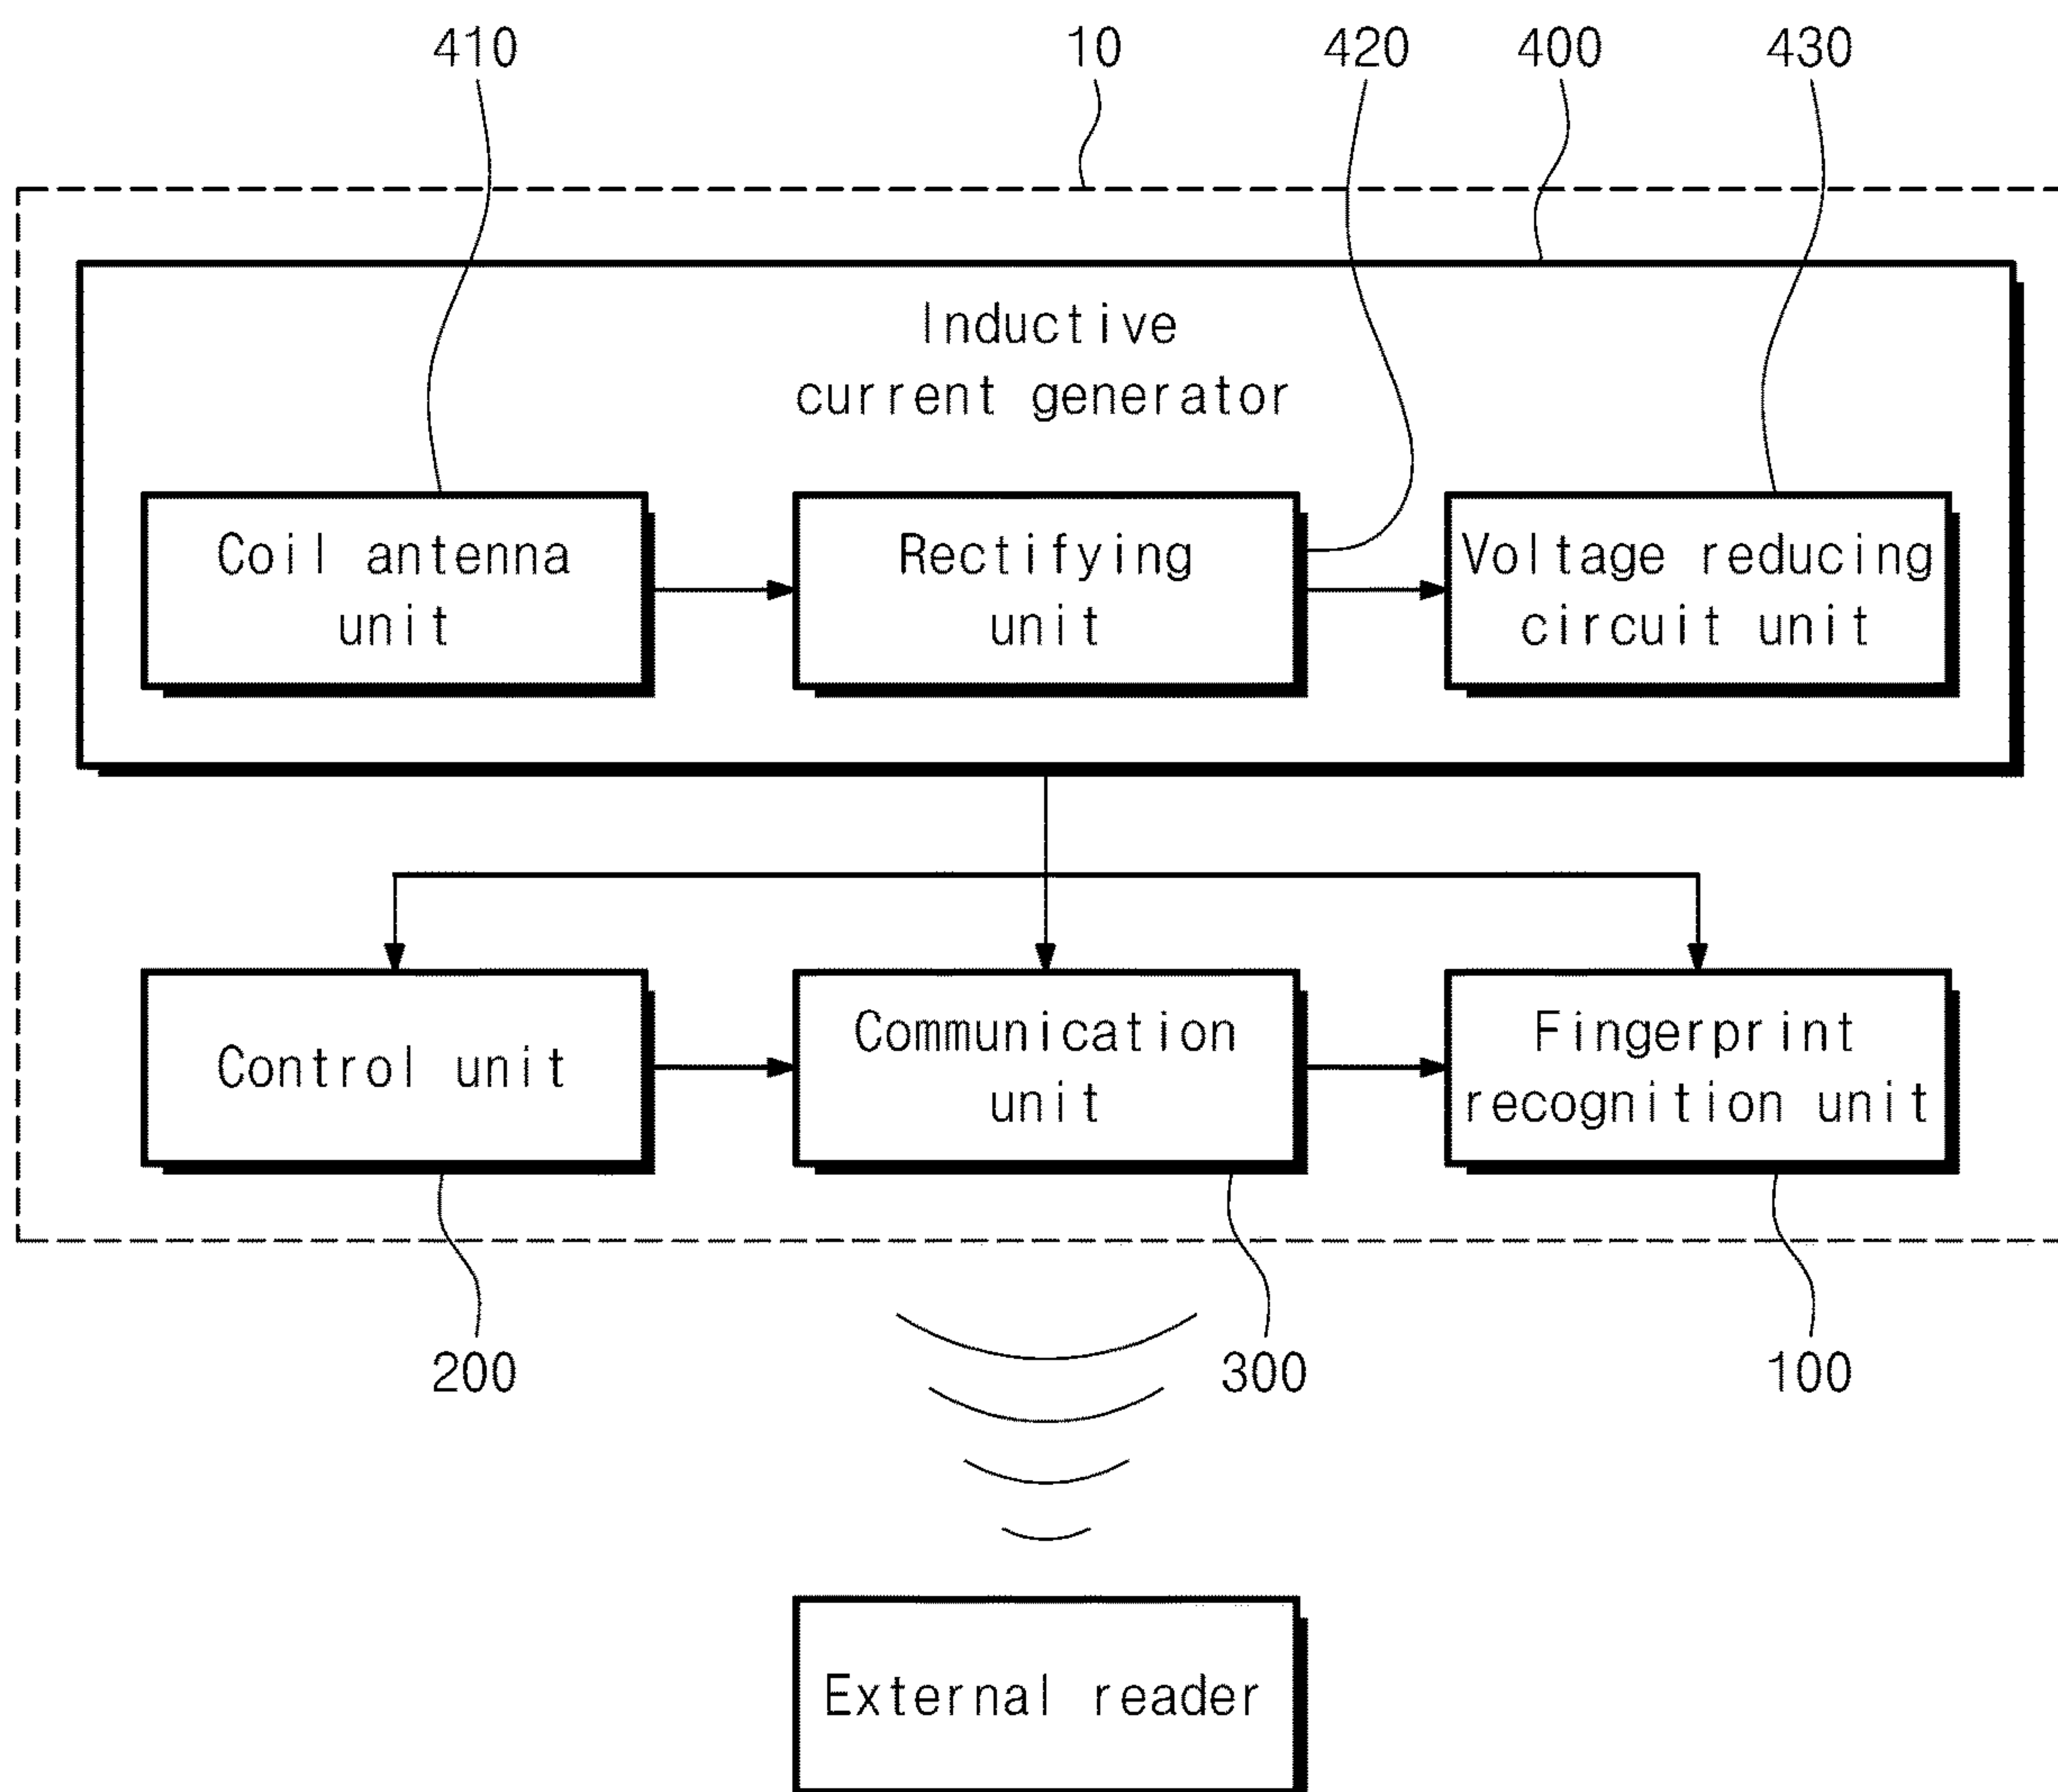 410
10
420
400
430
Inductive
current generator
Coil antenna
unit
Rectifying
unit
Voltage reducing
circuit unit
Control unit
Communication
unit
Fingerprint
recognition unit
200
300
100
External reader